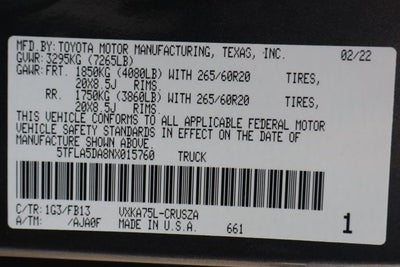 MFD.BY: TOYOTA MOTOR MANUFACTURING, TEXAS, INC. 02/22
GVWR: 3295KG (7265LB)
GAWR: FRT. 1850KG (4080LB) WITH 265/60R20 TIRES,
20X8.5J RIMS.
RR. 1750KG (3860LB) WITH 265/60R20 TIRES,
20X8.5J RIMS.
THIS VEHICLE CONFORMS TO ALL APPLICABLE FEDERAL MOTOR
VEHICLE SAFETY STANDARDS IN EFFECT ON THE DATE OF
MANUFACTURE SHOWN ABOVE.
5TFLA5DA8NX015760 TRUCK
C/TR: 1G3/FB13 VXKA75L-CRUSZA
A/TM: /AJA0F MADE IN U.S.A. 661 1